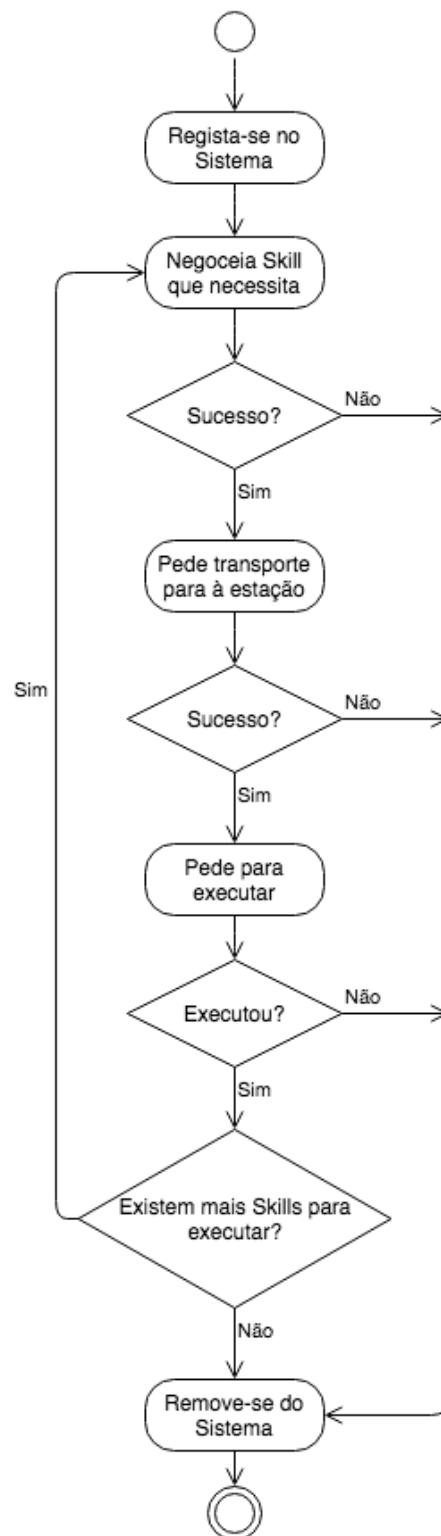 Regista-se no
Sistema
Negoceia Skill
que necessita
Sucesso?
Não
Sim
Pede transporte
para à estação
Sim
Sucesso?
Não
Sim
Pede para
executar
Executou?
Não
Sim
Existem mais Skills para
executar?
Não
Remove-se do
Sistema